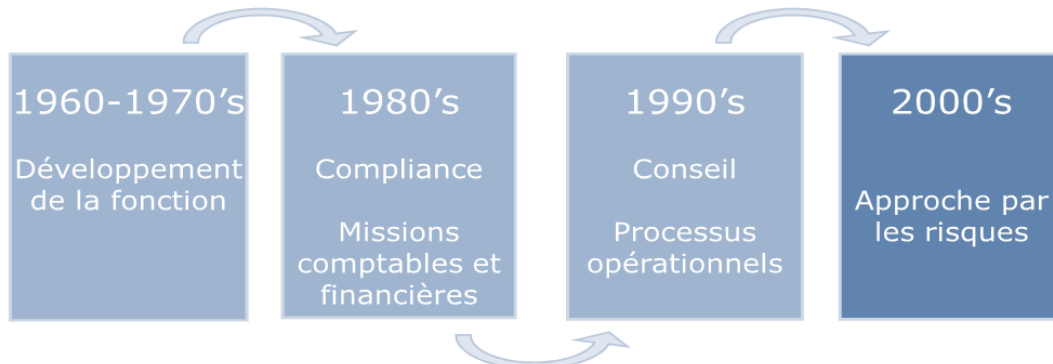 1960-1970's
Développement
de la fonction
1980's
Compliance
Missions
comptables et
financières
1990's
Conseil
Processus
opérationnels
2000's
Approche par
les risques